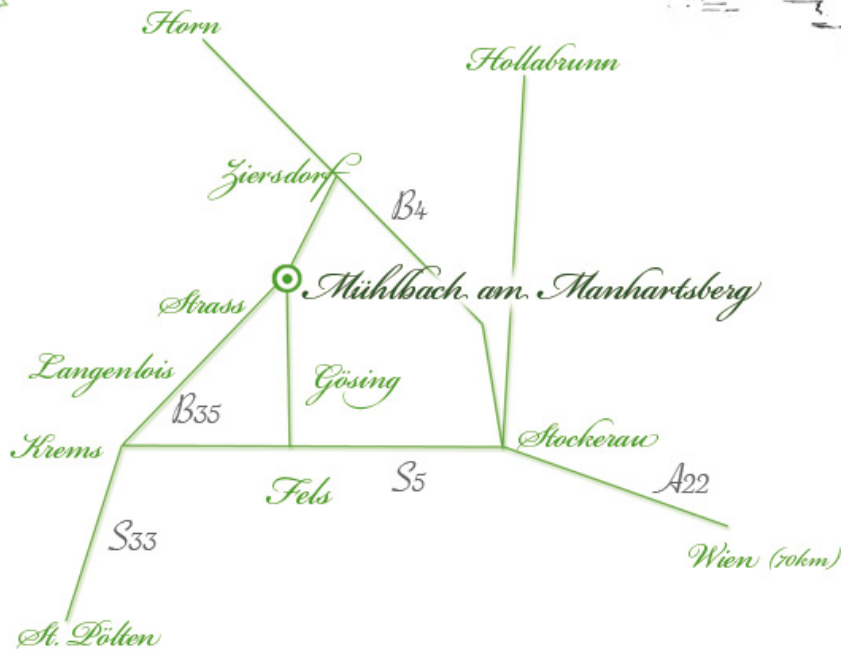 Horn
Hollabrunn
Ziersdorf
B4
Mühlbach am Manhartsberg
Strass
Langenlois
Gösing
B35
Krems
Stockerau
S5
A22
Fels
S33
Wien (70km)
St. Pölten